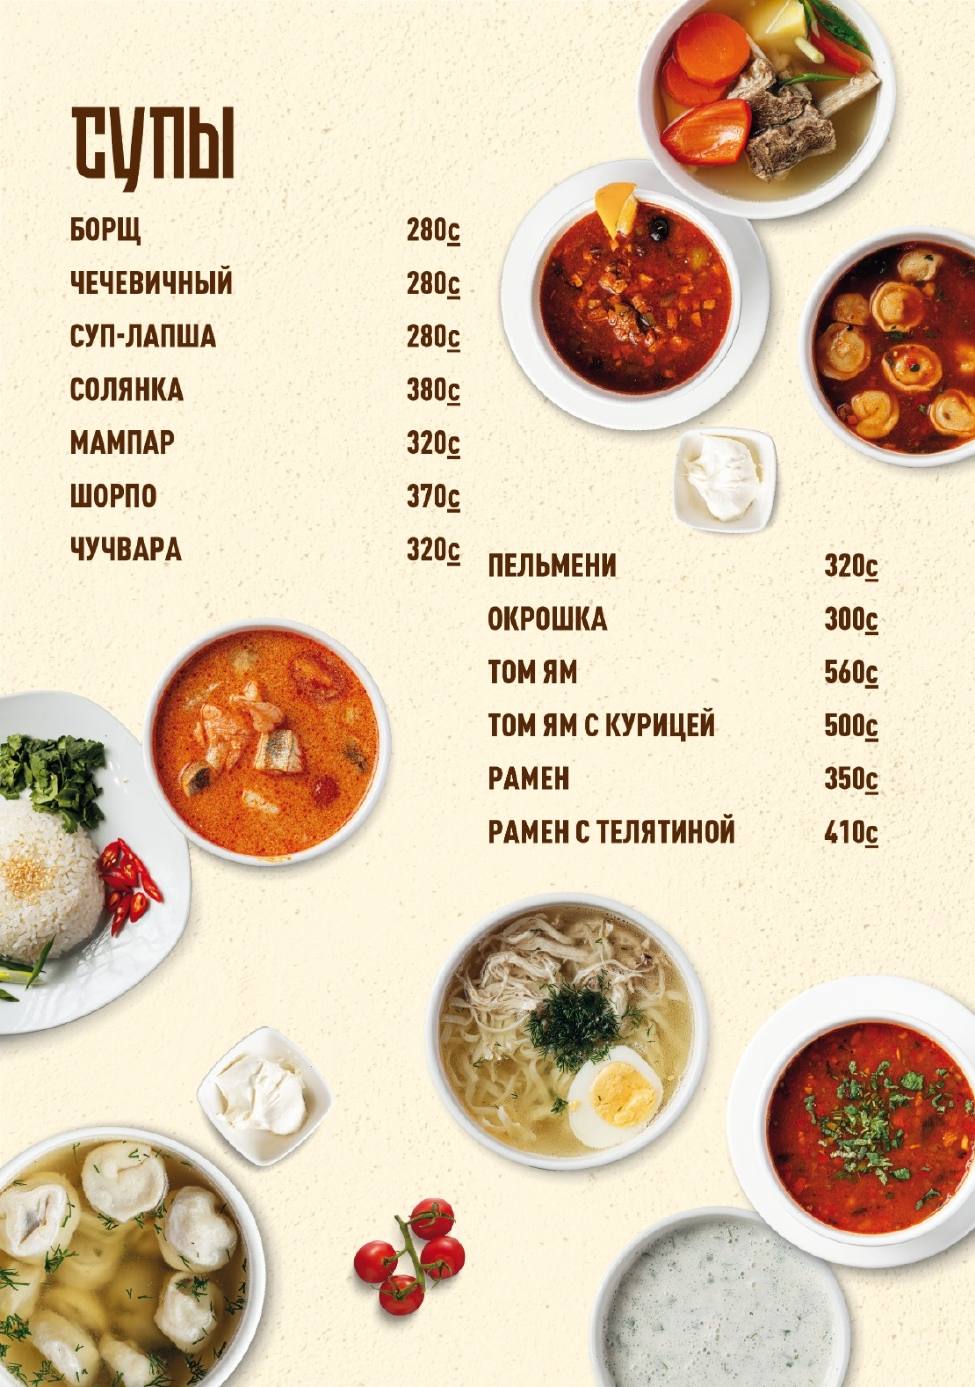 СУПЫ
БОРЩ 280с
ЧЕЧЕВИЧНЫЙ 280с
СУП-ЛАПША 280с
СОЛЯНКА 380с
МАМПАР 320с
ШОРПО 370с
ЧУЧВАРА 320с
ПЕЛЬМЕНИ 320с
ОКРОШКА 300с
ТОМ ЯМ 560с
ТОМ ЯМ С КУРИЦЕЙ 500с
РАМЕН 350с
РАМЕН С ТЕЛЯТИНОЙ 410с